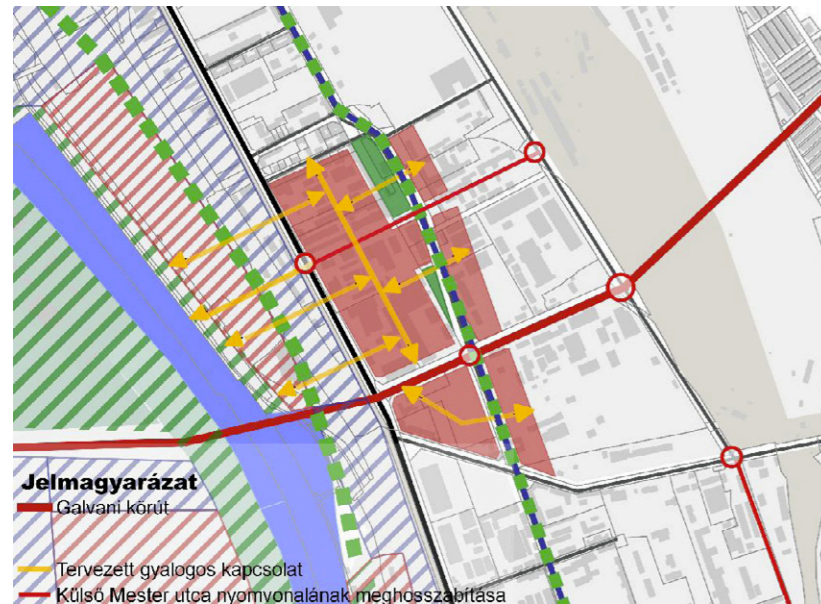 Jelmagyarázat
Galvani körút
Tervezett gyalogos kapcsolat
Külső Mester utca nyomvonalának meghosszabbítása